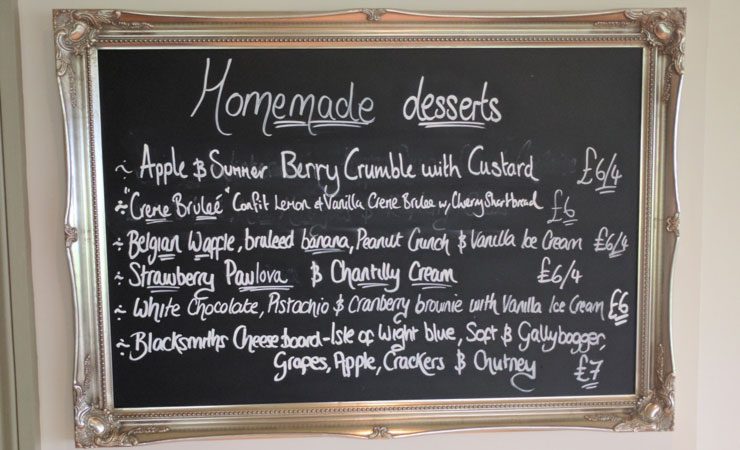 Homemade desserts
~ Apple & Summer Berry Crumble with Custard £6/4
~ "Creme Bruleé" Confit Lemon & Vanilla Creme Brulee w, Cherry Shortbread £6
~ Belgian Waffle, bruleed banana, Peanut Crunch & Vanilla Ice Cream £6/4
~ Strawberry Pavlova & Chantilly Cream £6/4
~ White Chocolate, Pistachio & Cranberry brownie with Vanilla Ice Cream £6
~ Blacksmiths Cheeseboard - Isle of Wight blue, Soft & Gallybagger,
Grapes, Apple, Crackers & Chutney £7